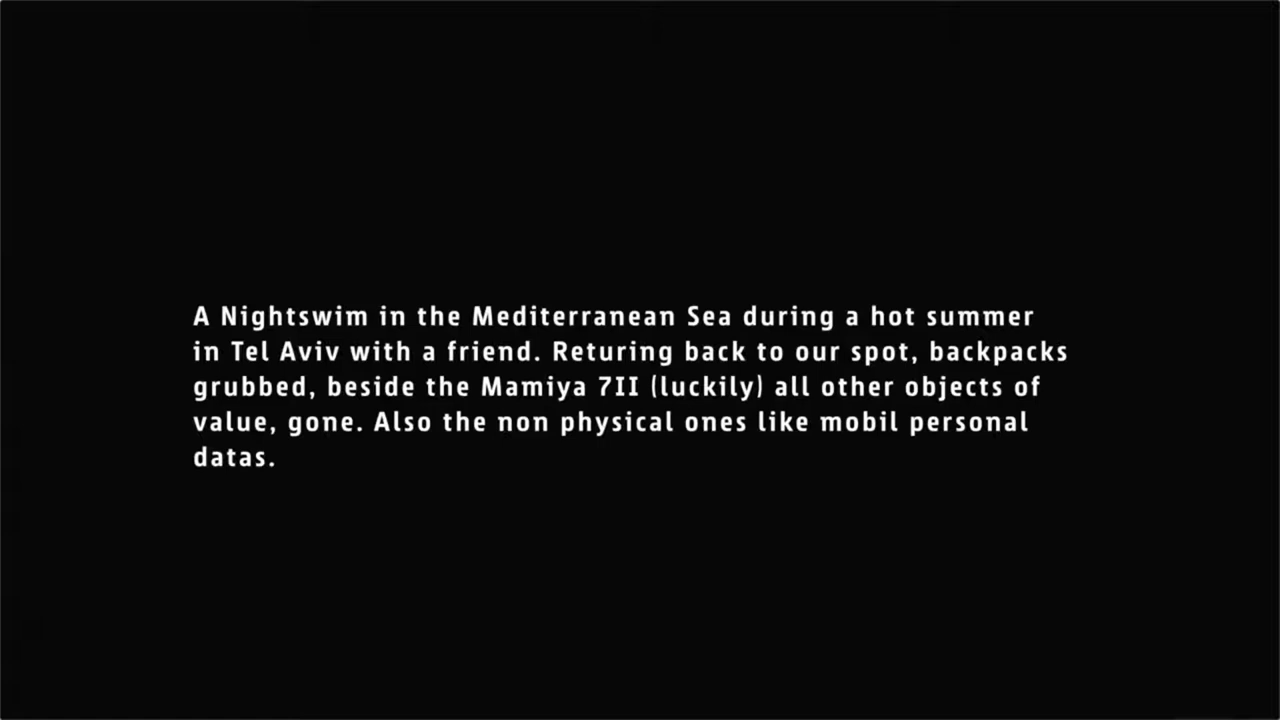 A Nightswim in the Mediterranean Sea during a hot summer
in Tel Aviv with a friend. Returing back to our spot, backpacks
grubbed, beside the Mamiya 7II (luckily) all other objects of
value, gone. Also the non physical ones like mobil personal
datas.